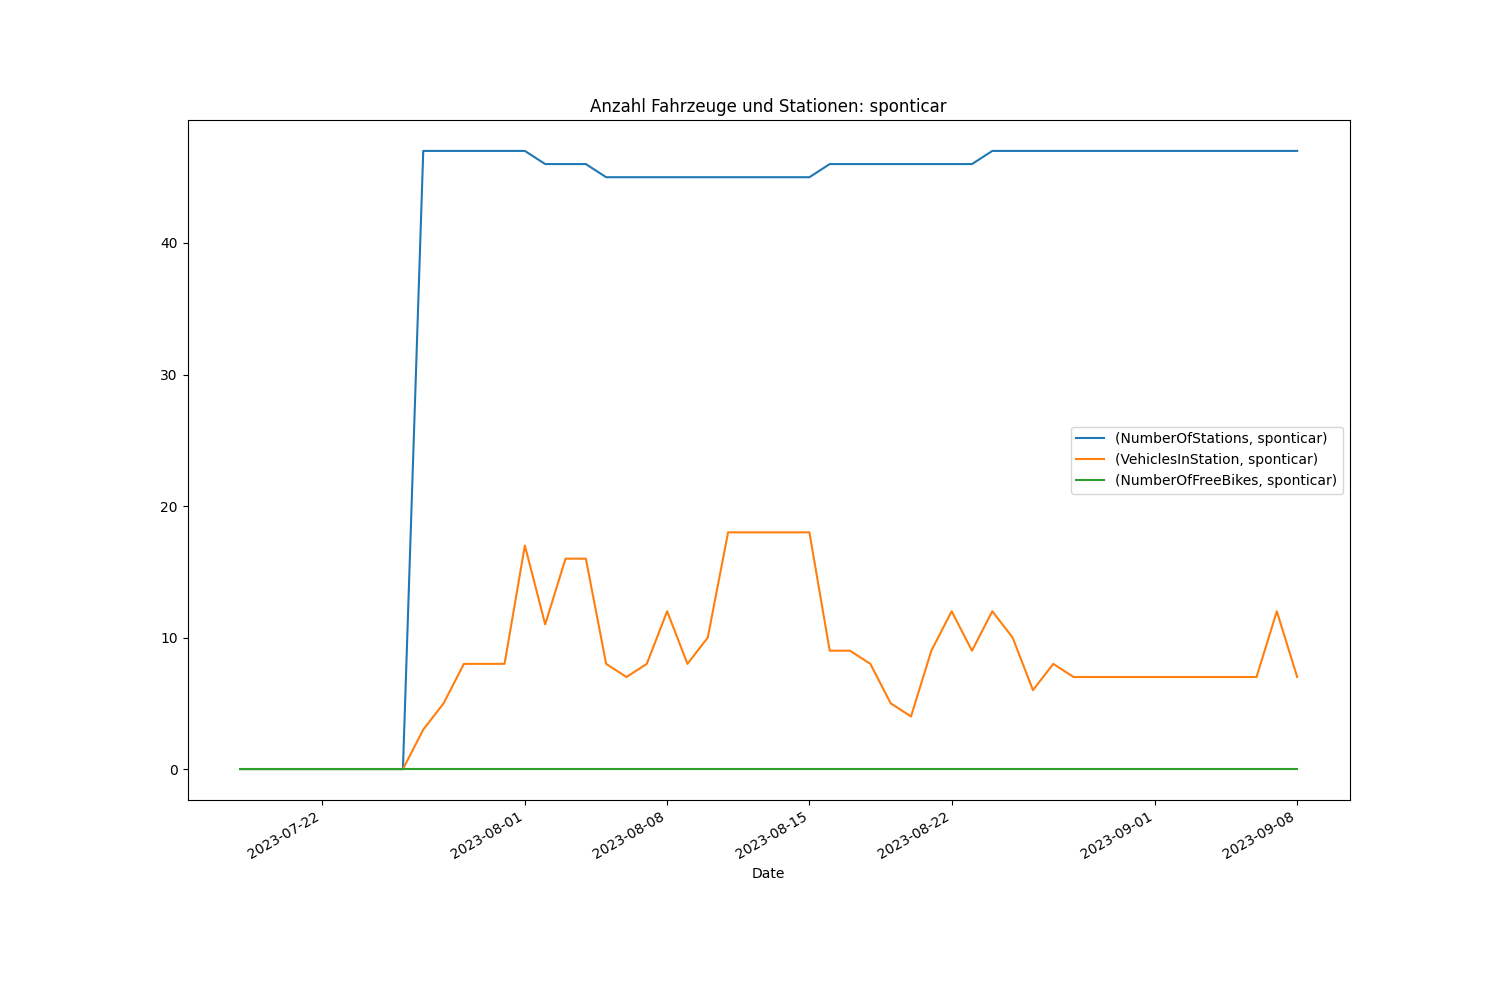 Anzahl Fahrzeuge und Stationen: sponticar
40
30
20
10
0
(NumberOfStations, sponticar)
(VehiclesInStation, sponticar)
(NumberOfFreeBikes, sponticar)
2023-07-22
2023-08-01
2023-08-08
2023-08-15
2023-08-22
2023-09-01
2023-09-08
Date